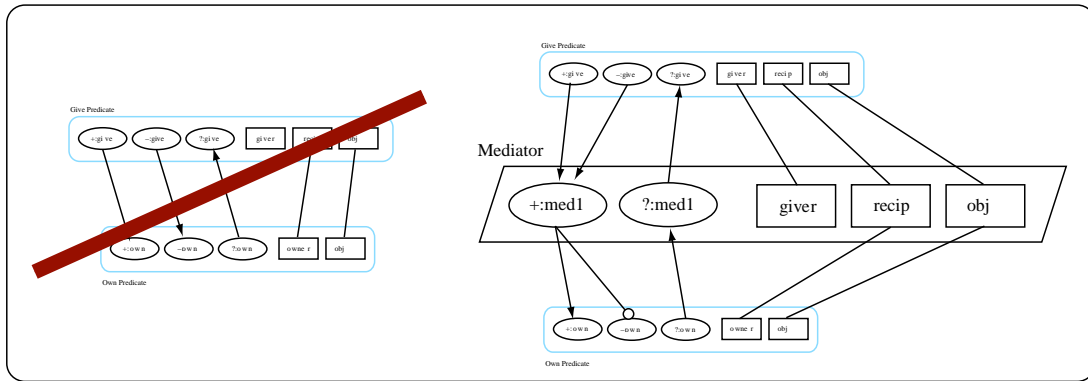 Give Predicate
+:give –:give ?:give giver recip obj
+:own –:own ?:own owner obj
Own Predicate
Give Predicate
+:give –:give ?:give giver recip obj
Mediator
+:med1 ?:med1 giver recip obj
+:own –:own ?:own owner obj
Own Predicate